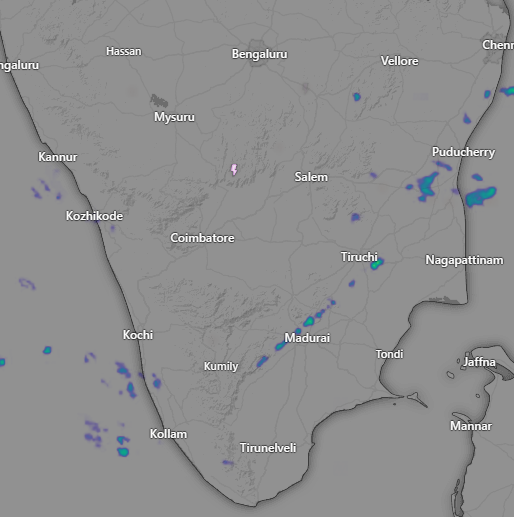 Chenn
Hassan
Bengaluru
Vellore
ngaluru
Mysuru
Kannur
Puducherry
Salem
Kozhikode
Coimbatore
Tiruchi
Nagapattinam
Kochi
Madurai
Tondi
Kumily
Jaffna
Mannar
Kollam
Tirunelveli